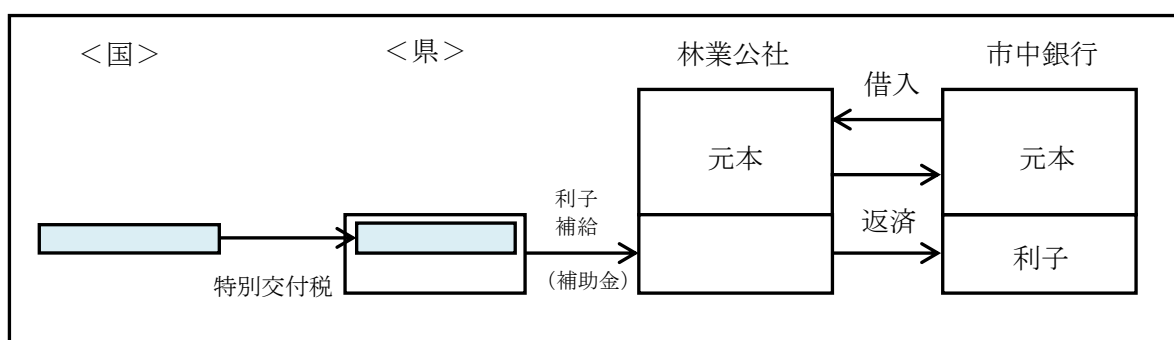 ＜国＞
＜県＞
林業公社
市中銀行
借入
元本
元本
利子
補給
返済
利子
特別交付税
（補助金）